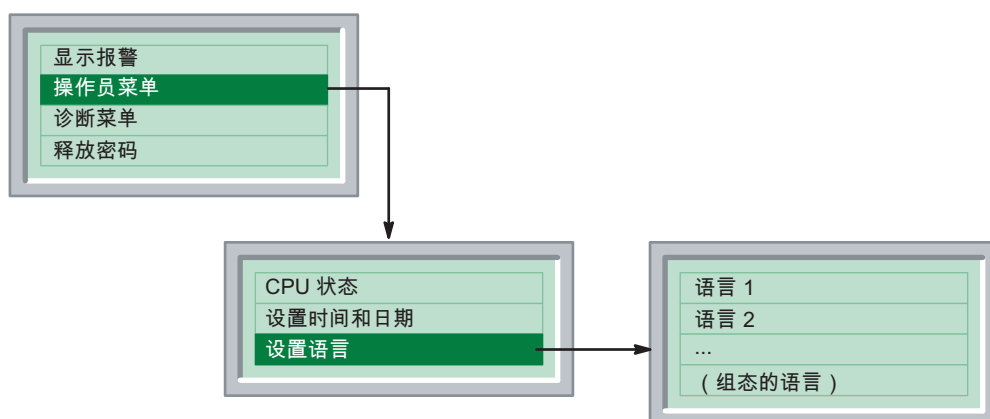 显示报警
操作员菜单
诊断菜单
释放密码
CPU 状态
设置时间和日期
设置语言
语言 1
语言 2
...
（组态的语言）